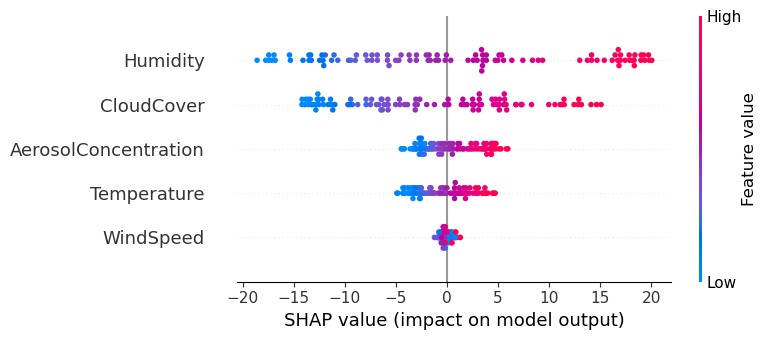 High
Humidity
CloudCover
AerosolConcentration
Temperature
WindSpeed
Feature value
Low
−20 −15 −10 −5 0 5 10 15 20
SHAP value (impact on model output)